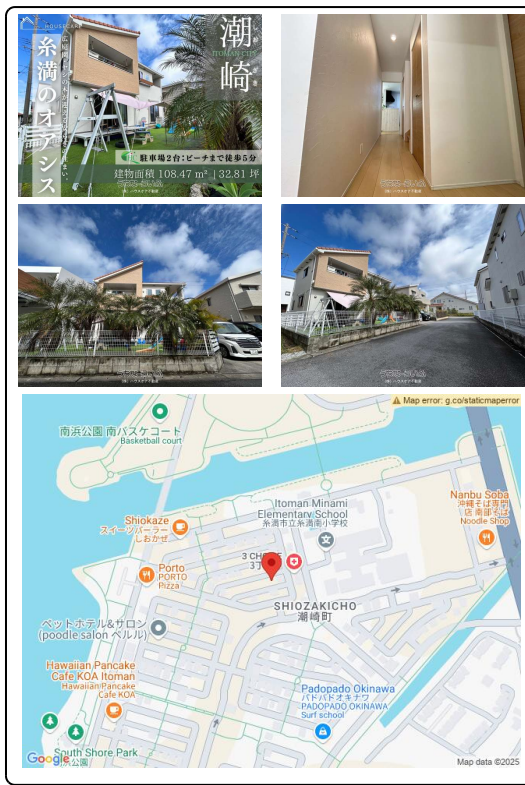 HOUSECARE
潮崎
ITOMAN CITY
糸満のオアシス
駐車場2台:ビーチまで徒歩5分
建物面積 108.47 m² | 32.81 坪
Map error: g.co/staticmaperror
南浜公園 南バスケコート
Basketball court
Itoman Minami
Elementary School
糸満市立糸満南小学校
Nanbu Soba
沖縄そば専門
店 南部そば
Noodle Shop
Shiokaze
スイーツパーラー
しおかぜ
Porto
PORTO
Pizza
SHIOZAKICHO
潮崎町
ペットホテル&サロン
(poodle salon ベルル)
Hawaiian Pancake
Cafe KOA Itoman
Hawaiian Pancake
Cafe KOA
Padopado Okinawa
パドパドオキナワ
PADOPADO OKINAWA
Surf school
South Shore Park
Google
Map data ©2025